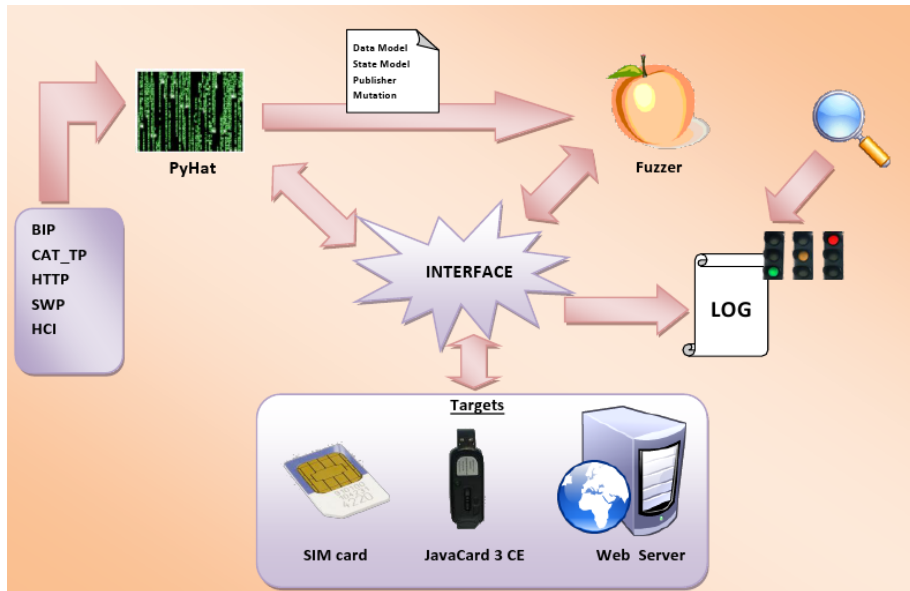 Data Model
State Model
Publisher
Mutation
PyHat
Fuzzer
BIP
CAT_TP
HTTP
SWP
HCI
INTERFACE
LOG
Targets
SIM card
JavaCard 3 CE
Web Server